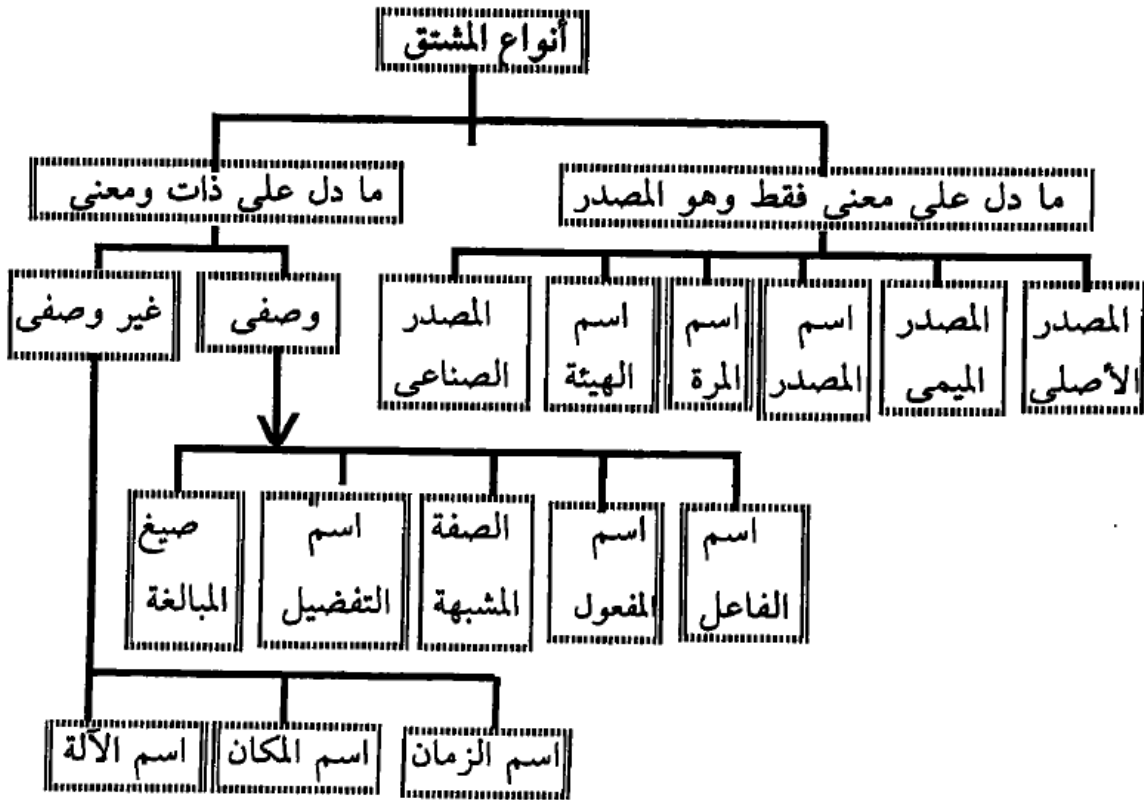 أنواع المشتق
ما دل على معنى فقط وهو المصدر
ما دل على ذات ومعنى
المصدر
الأصلى
المصدر
الميمى
اسم
المصدر
اسم
المرة
اسم
الهيئة
المصدر
الصناعى
وصفى
غير وصفى
اسم
الفاعل
اسم
المفعول
الصفة
المشبهة
اسم
التفضيل
صيغ
المبالغة
اسم الزمان
اسم المكان
اسم الآلة